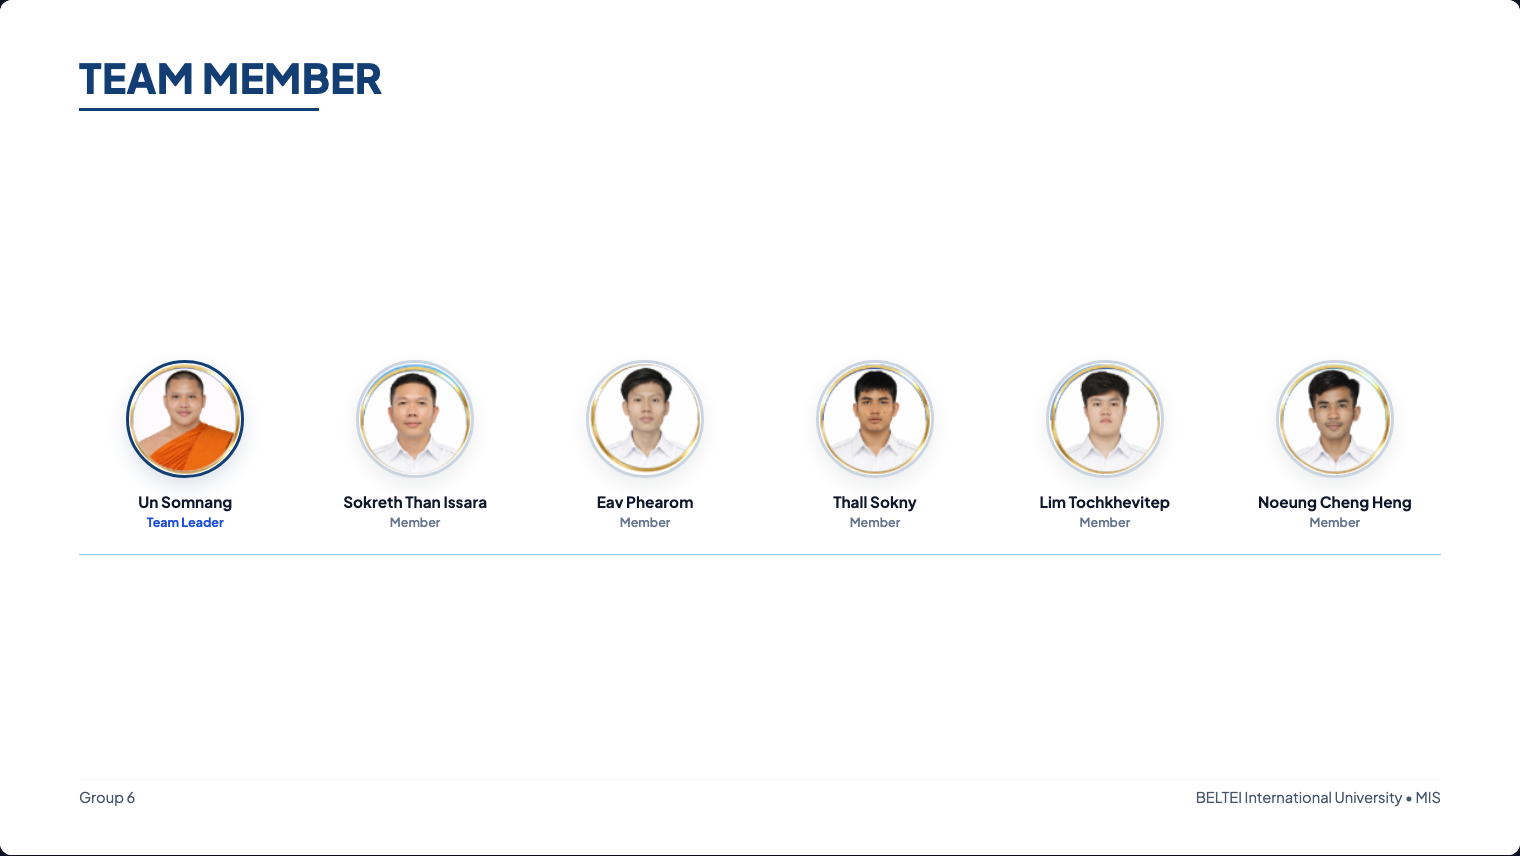 TEAM MEMBER
Un Somnang
Team Leader
Sokreth Than Issara
Member
Eav Phearom
Member
Thall Sokny
Member
Lim Tochkhevitep
Member
Noeung Cheng Heng
Member
Group 6
BELTEI International University • MIS